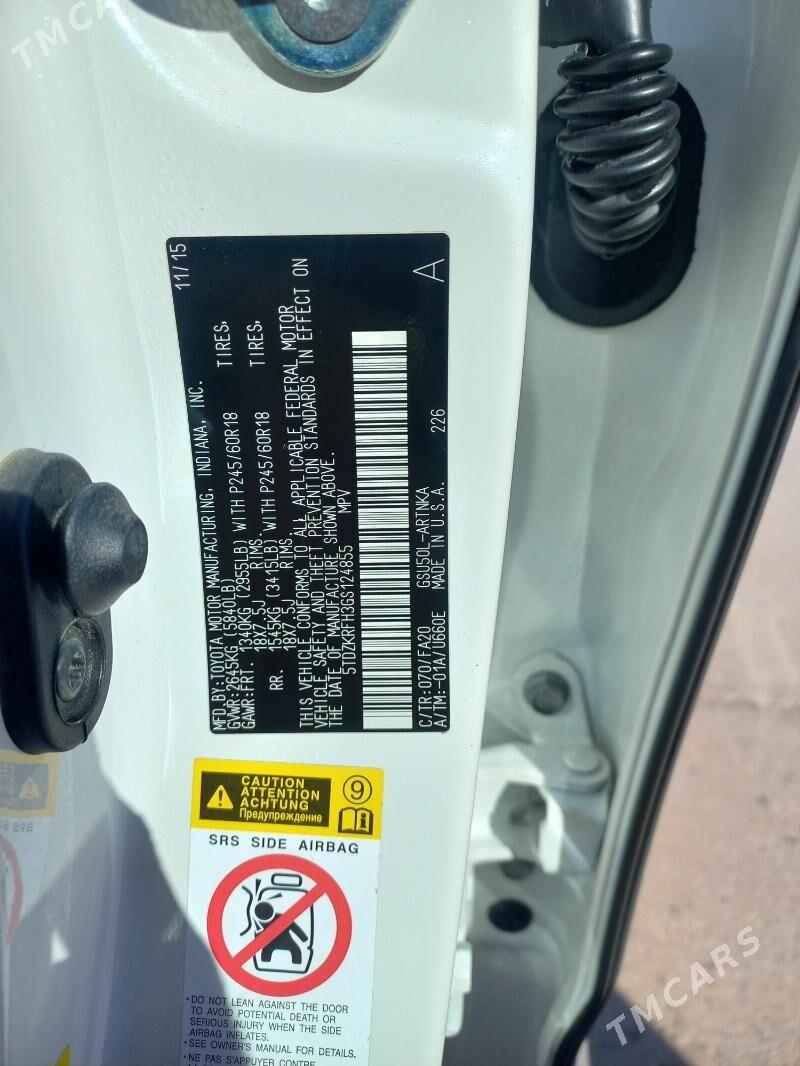 TMCARS
MFD.BY:TOYOTA MOTOR MANUFACTURING, INDIANA, INC. 11/15
GVWR:2645KG (5840LB)
GAWR:FRT. 1340KG (2955LB) WITH P245/60R18 TIRES,
18X7.5J RIMS,
RR. 1545KG (3415LB) WITH P245/60R18 TIRES,
18X7.5J RIMS,
THIS VEHICLE CONFORMS TO ALL APPLICABLE FEDERAL MOTOR
VEHICLE SAFETY AND THEFT PREVENTION STANDARDS IN EFFECT ON
THE DATE OF MANUFACTURE SHOWN ABOVE.
5TDZKRFH3GS124855 MPV
A
C/TR:070/FA20 GSU50L-ARTNKA
A/TM:-01A/U660E MADE IN U.S.A. 226
CAUTION
ATTENTION
ACHTUNG
Предупреждение
9
SRS SIDE AIRBAG
• DO NOT LEAN AGAINST THE DOOR
TO AVOID POTENTIAL DEATH OR
SERIOUS INJURY WHEN THE SIDE
AIRBAG INFLATES.
• SEE OWNER'S MANUAL FOR DETAILS.
• NE PAS S'APPUYER CONTRE
TMCARS